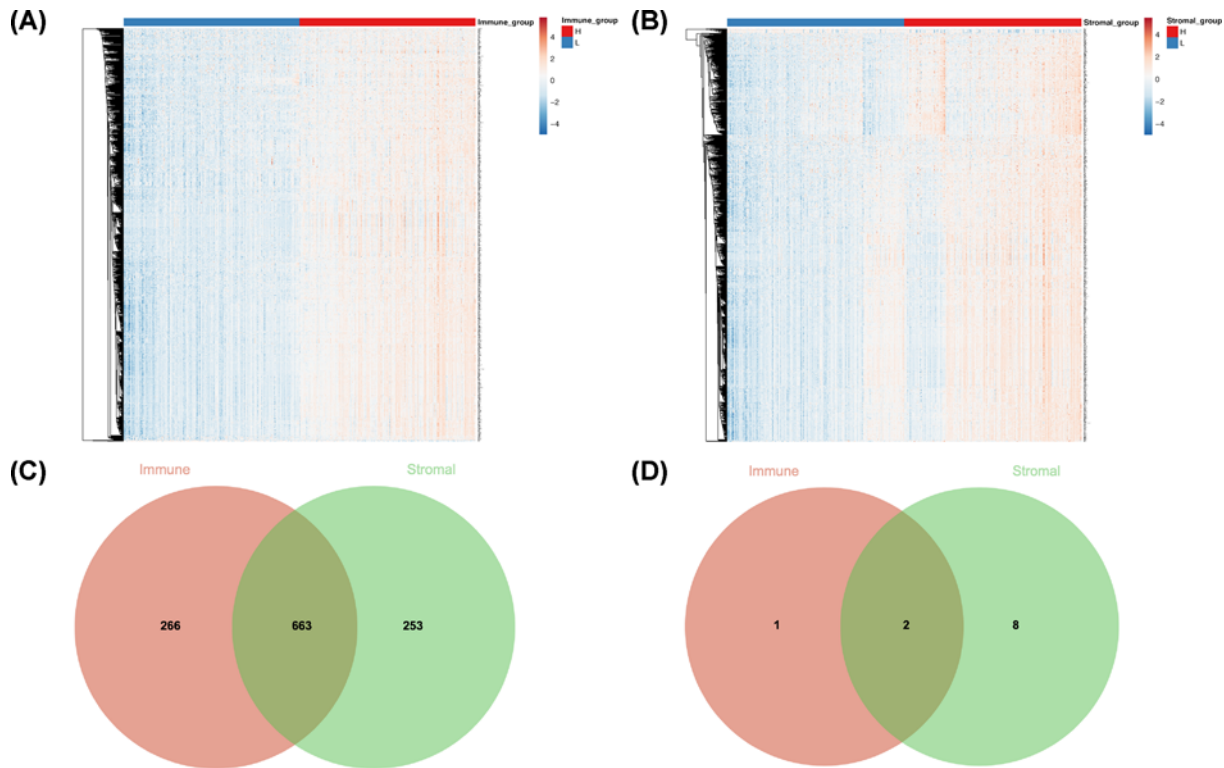 (A)
Immune_group
Immune_group
H
L
4
2
0
−2
−4
(B)
Stromal_group
Stromal_group
H
L
4
2
0
−2
−4
(C)
Immune
Stromal
266
663
253
(D)
Immune
Stromal
1
2
8